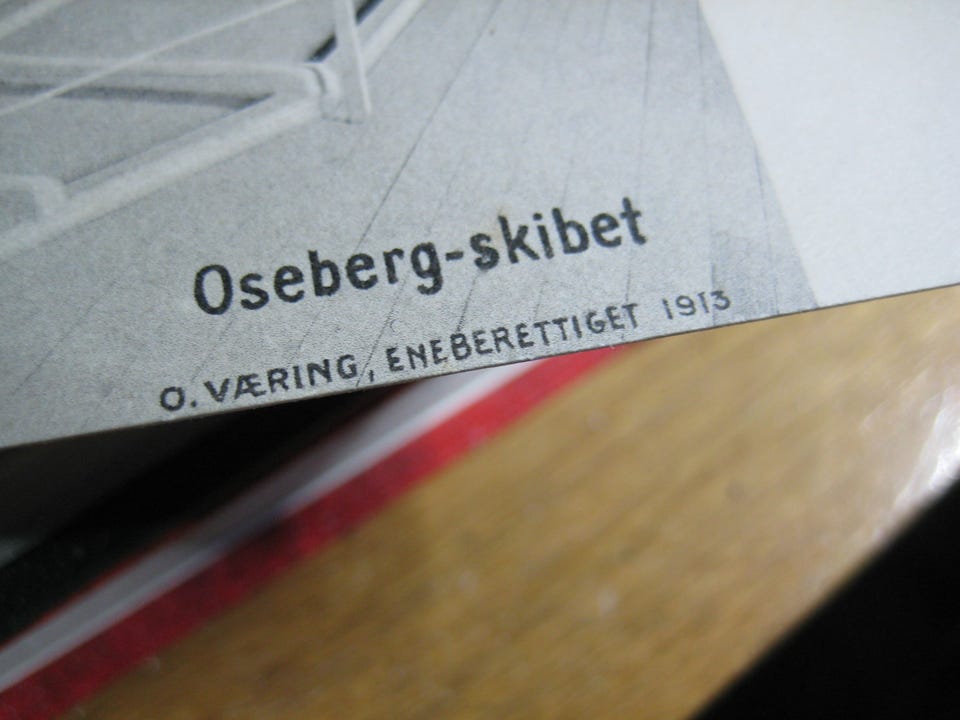 Oseberg-skibet
O. VÆRING, ENEBERETTIGET 1913